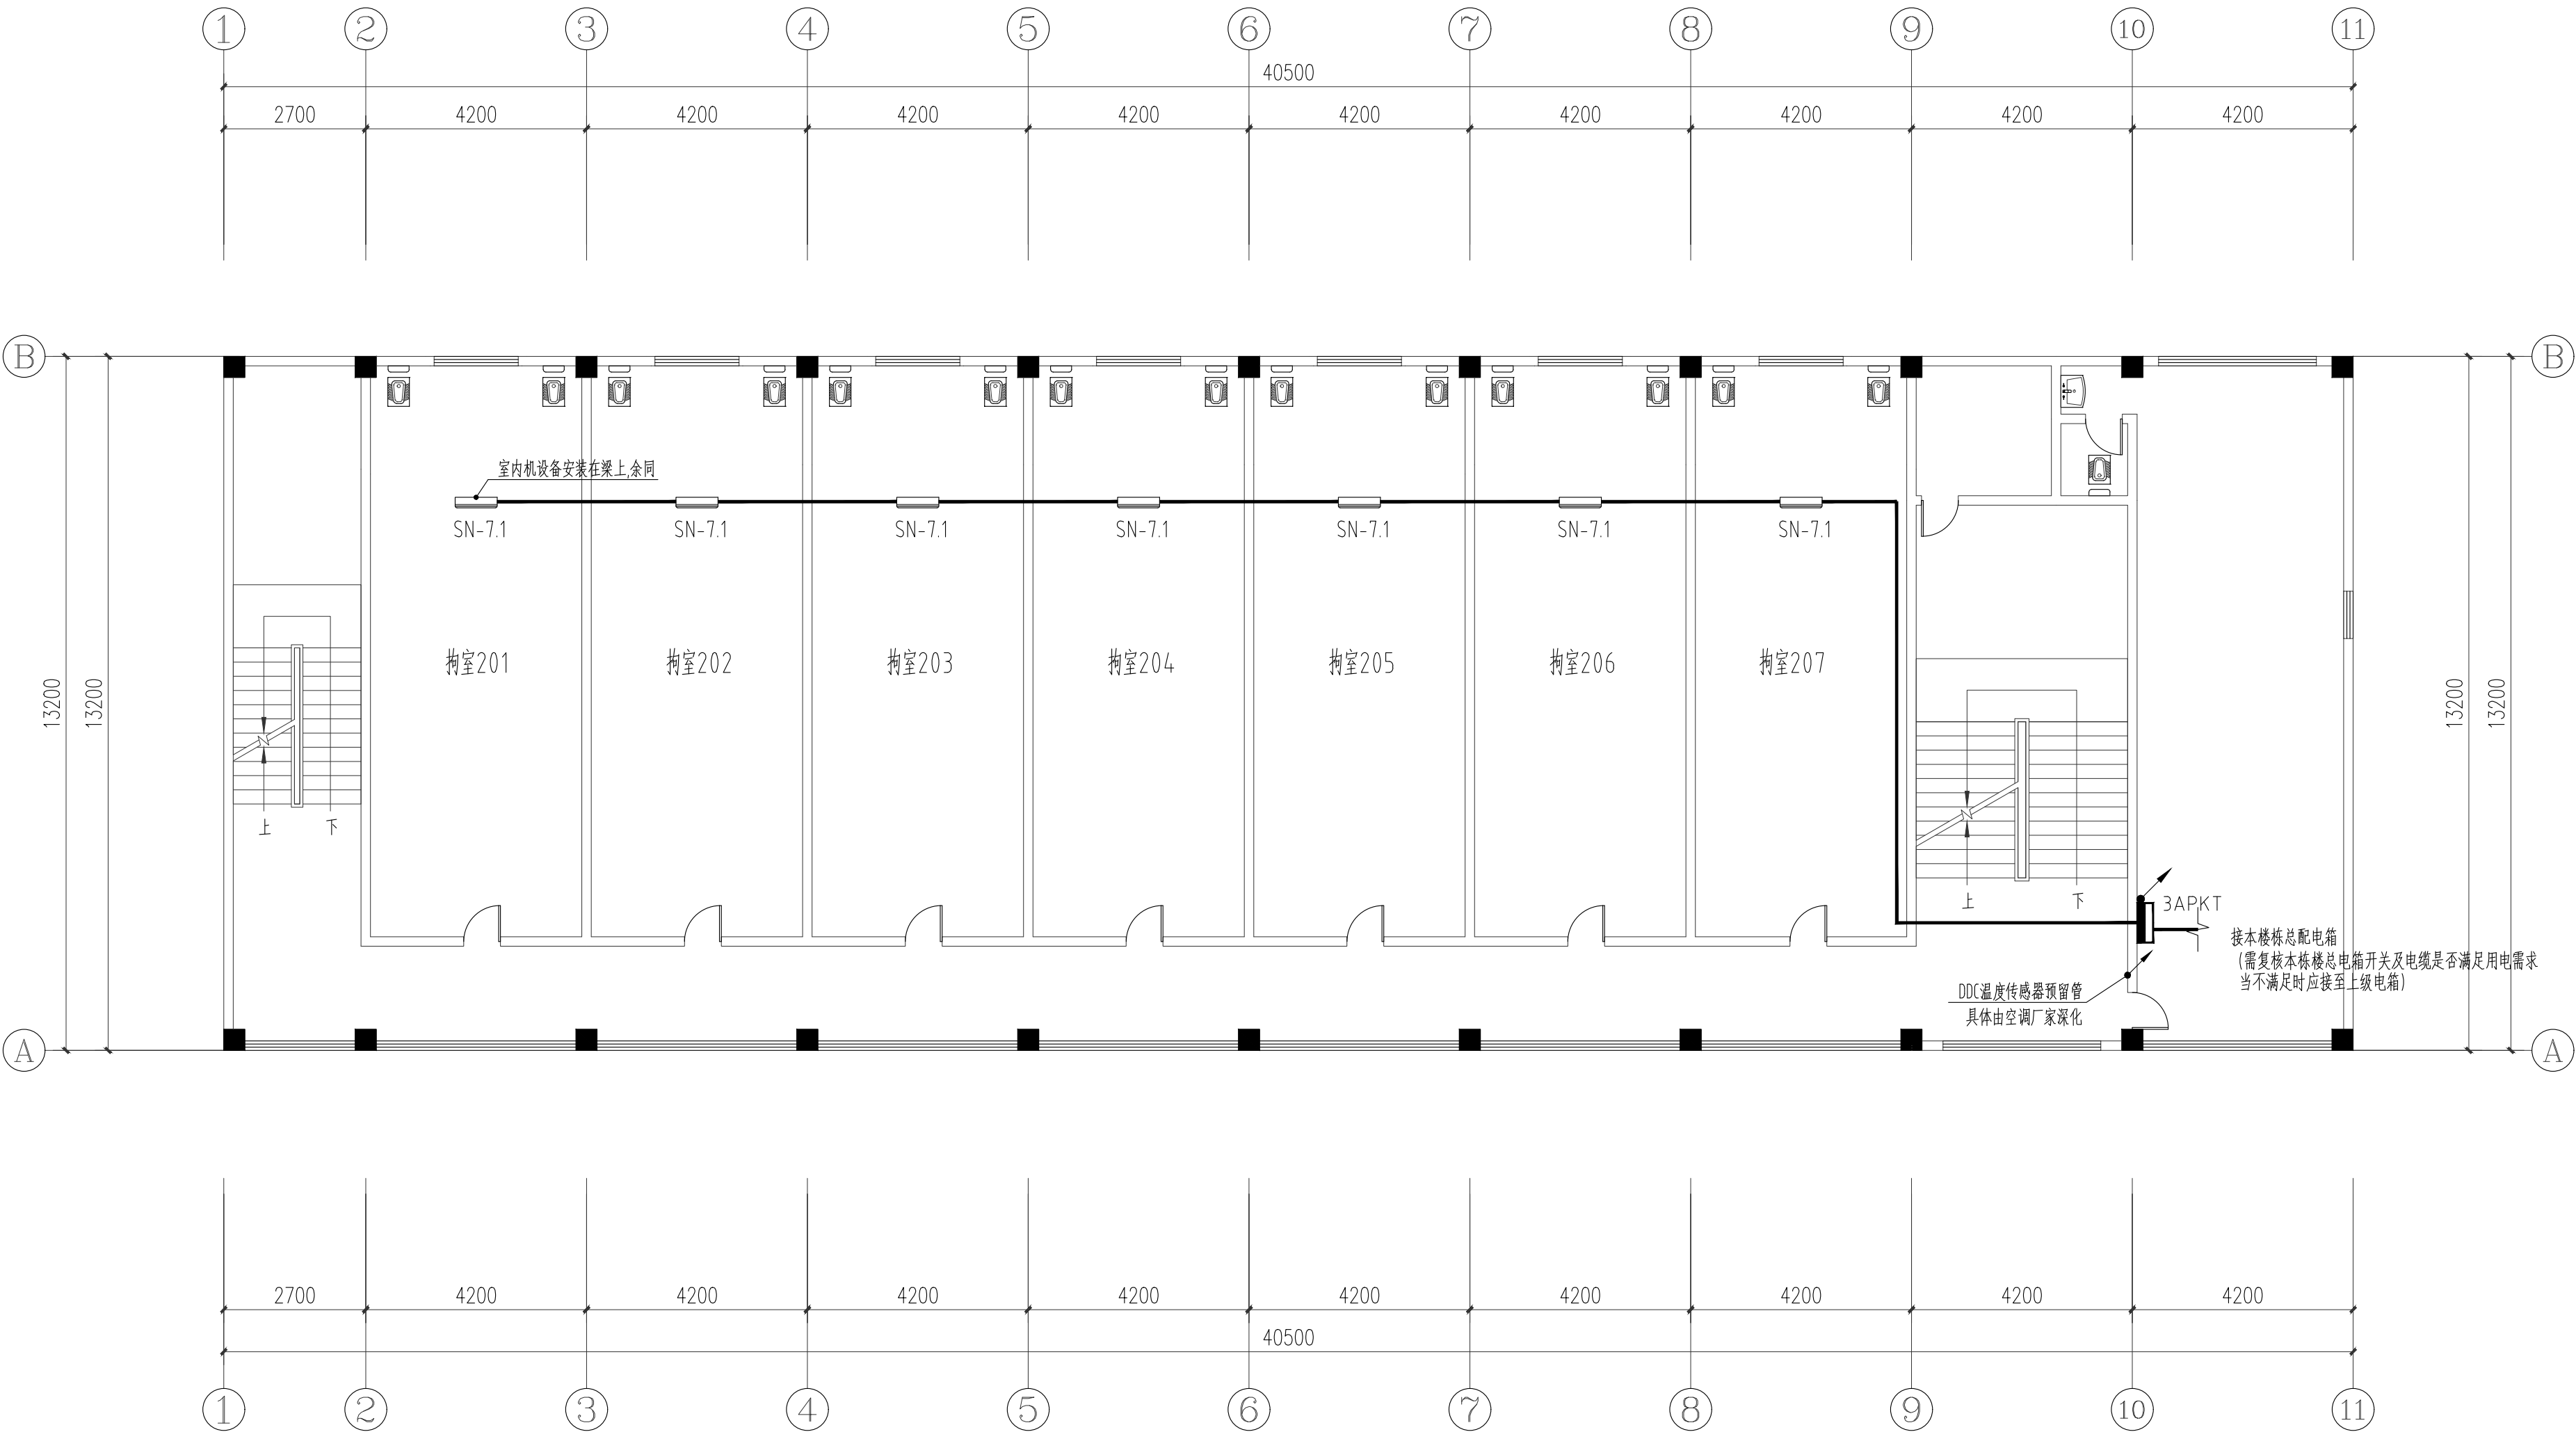 1 2 3 4 5 6 7 8 9 10 11
40500
2700 4200 4200 4200 4200 4200 4200 4200 4200 4200
B B
室内机设备安装在梁上,余同
SN-7.1 SN-7.1 SN-7.1 SN-7.1 SN-7.1 SN-7.1 SN-7.1
拘室201 拘室202 拘室203 拘室204 拘室205 拘室206 拘室207
13200 13200 13200 13200
上 下
上 下
3APKT
接本楼栋总配电箱
(需复核本栋楼总电箱开关及电缆是否满足用电需求
当不满足时应接至上级电箱)
DDC温度传感器预留管
具体由空调厂家深化
A A
2700 4200 4200 4200 4200 4200 4200 4200 4200 4200
40500
1 2 3 4 5 6 7 8 9 10 11